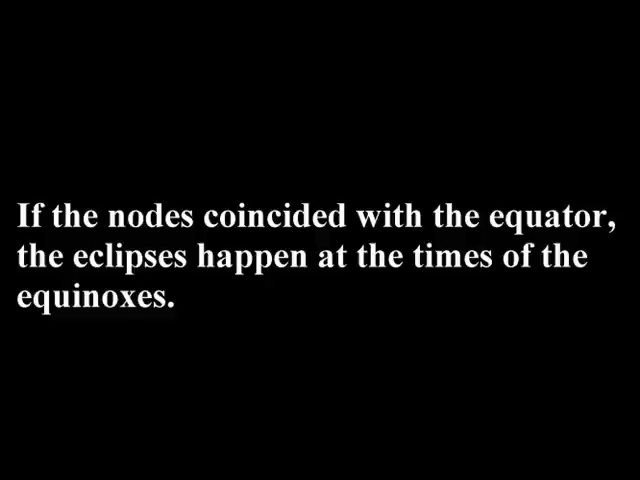 If the nodes coincided with the equator,
the eclipses happen at the times of the
equinoxes.